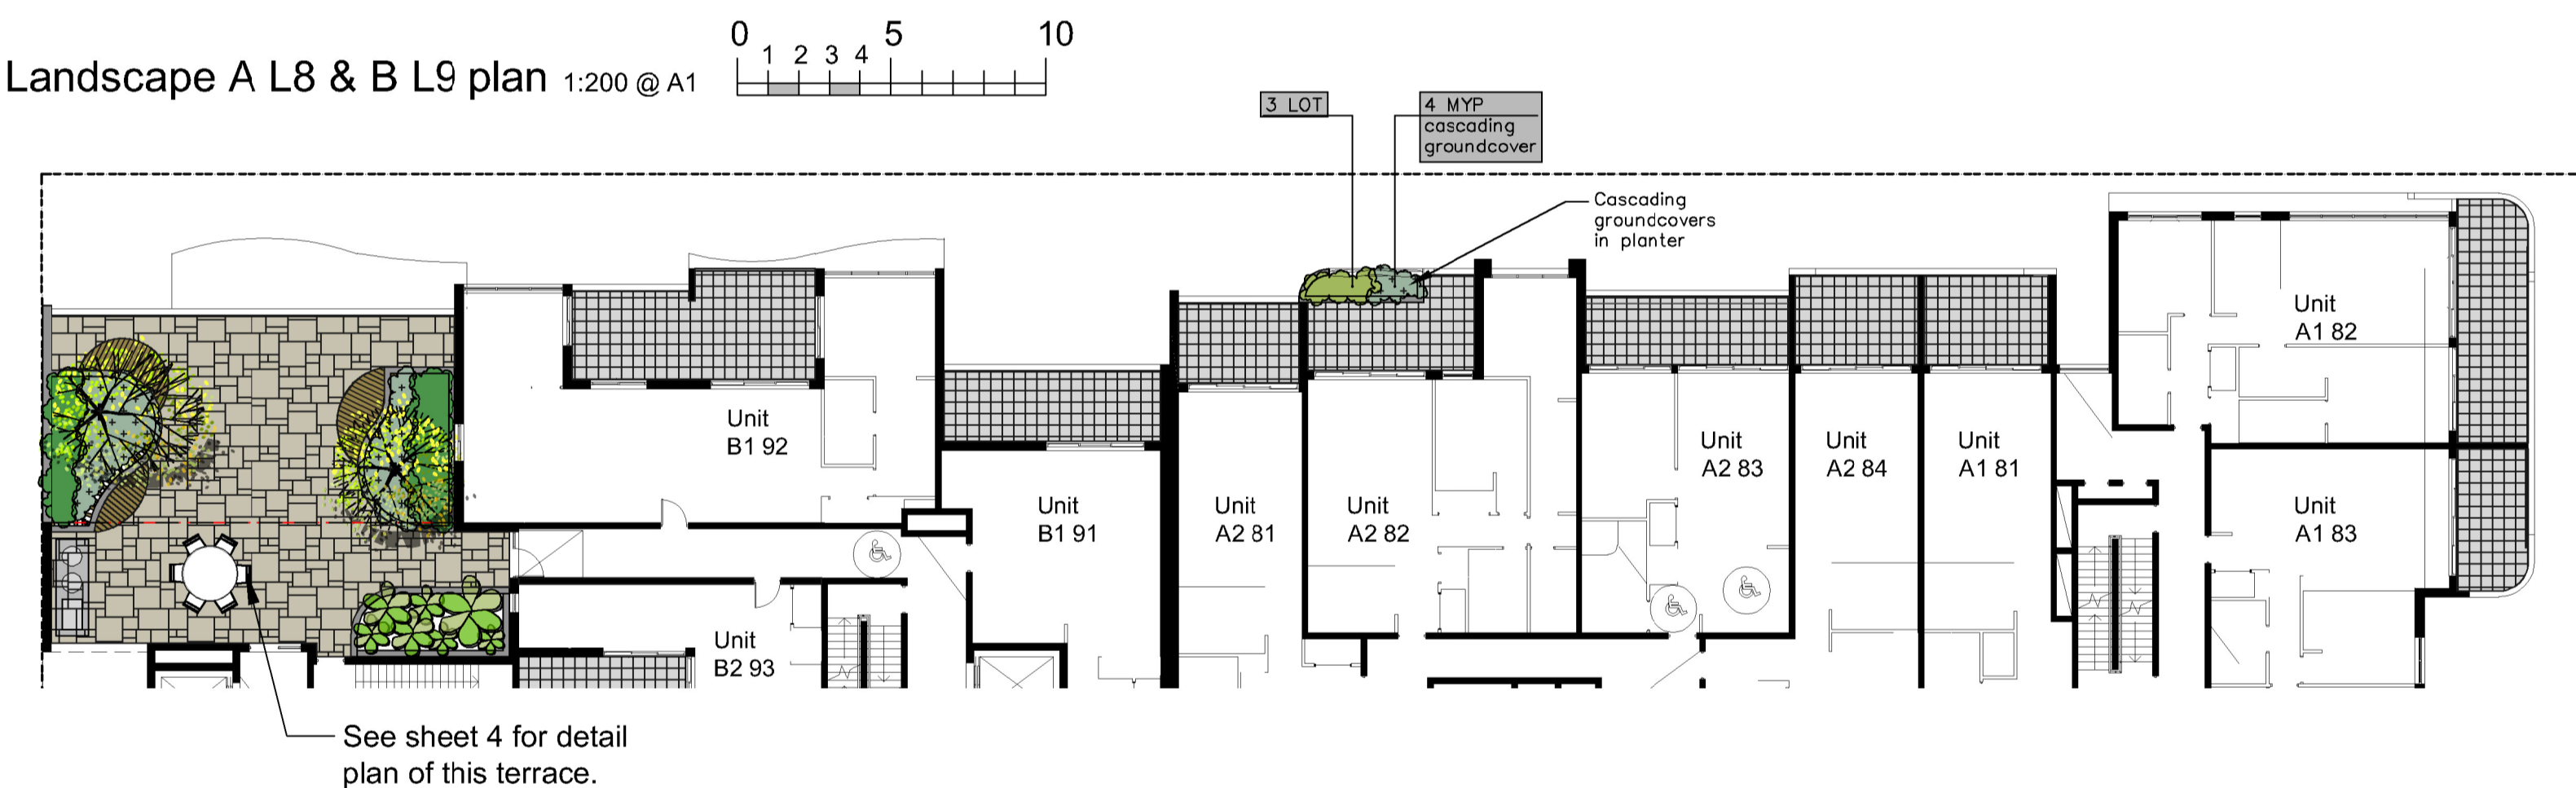 Landscape A L8 & B L9 plan 1:200 @ A1
0 1 2 3 4 5 10
3 LOT
4 MYP
cascading
groundcover
Cascading
groundcovers
in planter
Unit
B1 92
Unit
B1 91
Unit
B2 93
Unit
A2 81
Unit
A2 82
Unit
A2 83
Unit
A2 84
Unit
A1 81
Unit
A1 82
Unit
A1 83
See sheet 4 for detail
plan of this terrace.